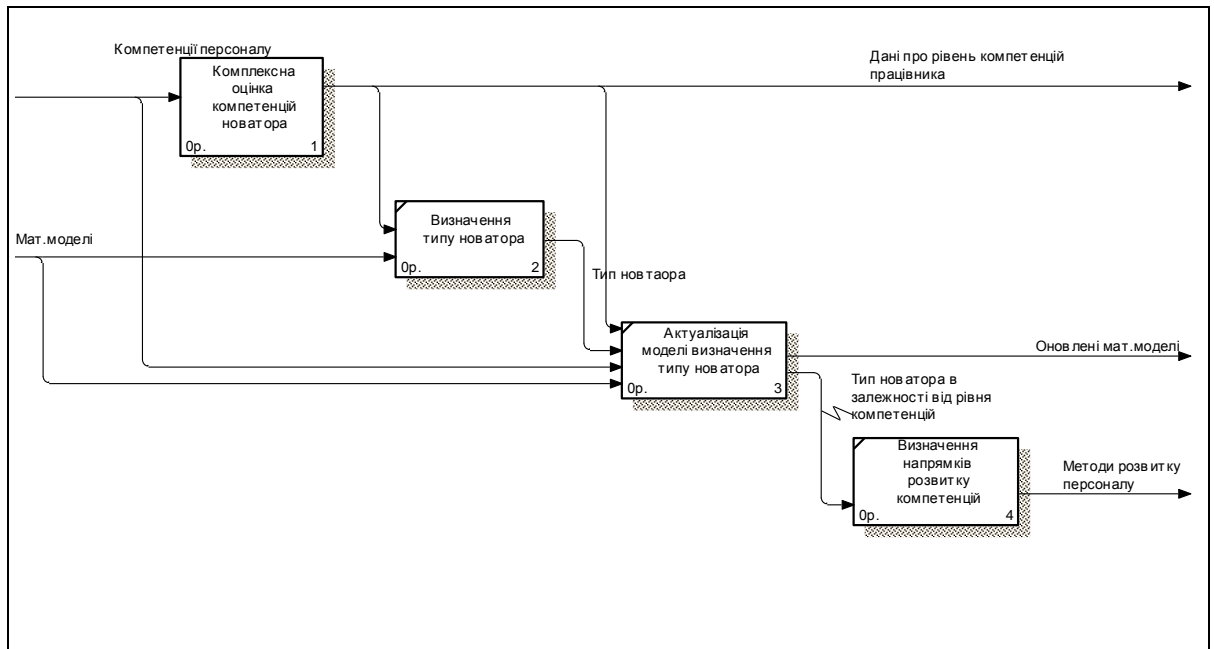 Компетенції персоналу
Комплексна
оцінка
компетенцій
новатора
0р. 1
Дані про рівень компетенцій
працівника
Мат.моделі
Визначення
типу новатора
0р. 2
Тип новтаора
Актуалізація
моделі визначення
типу новатора
0р. 3
Оновлені мат.моделі
Тип новатора в
залежності від рівня
компетенцій
Визначення
напрямків
розвитку
компетенцій
0р. 4
Методи розвитку
персоналу